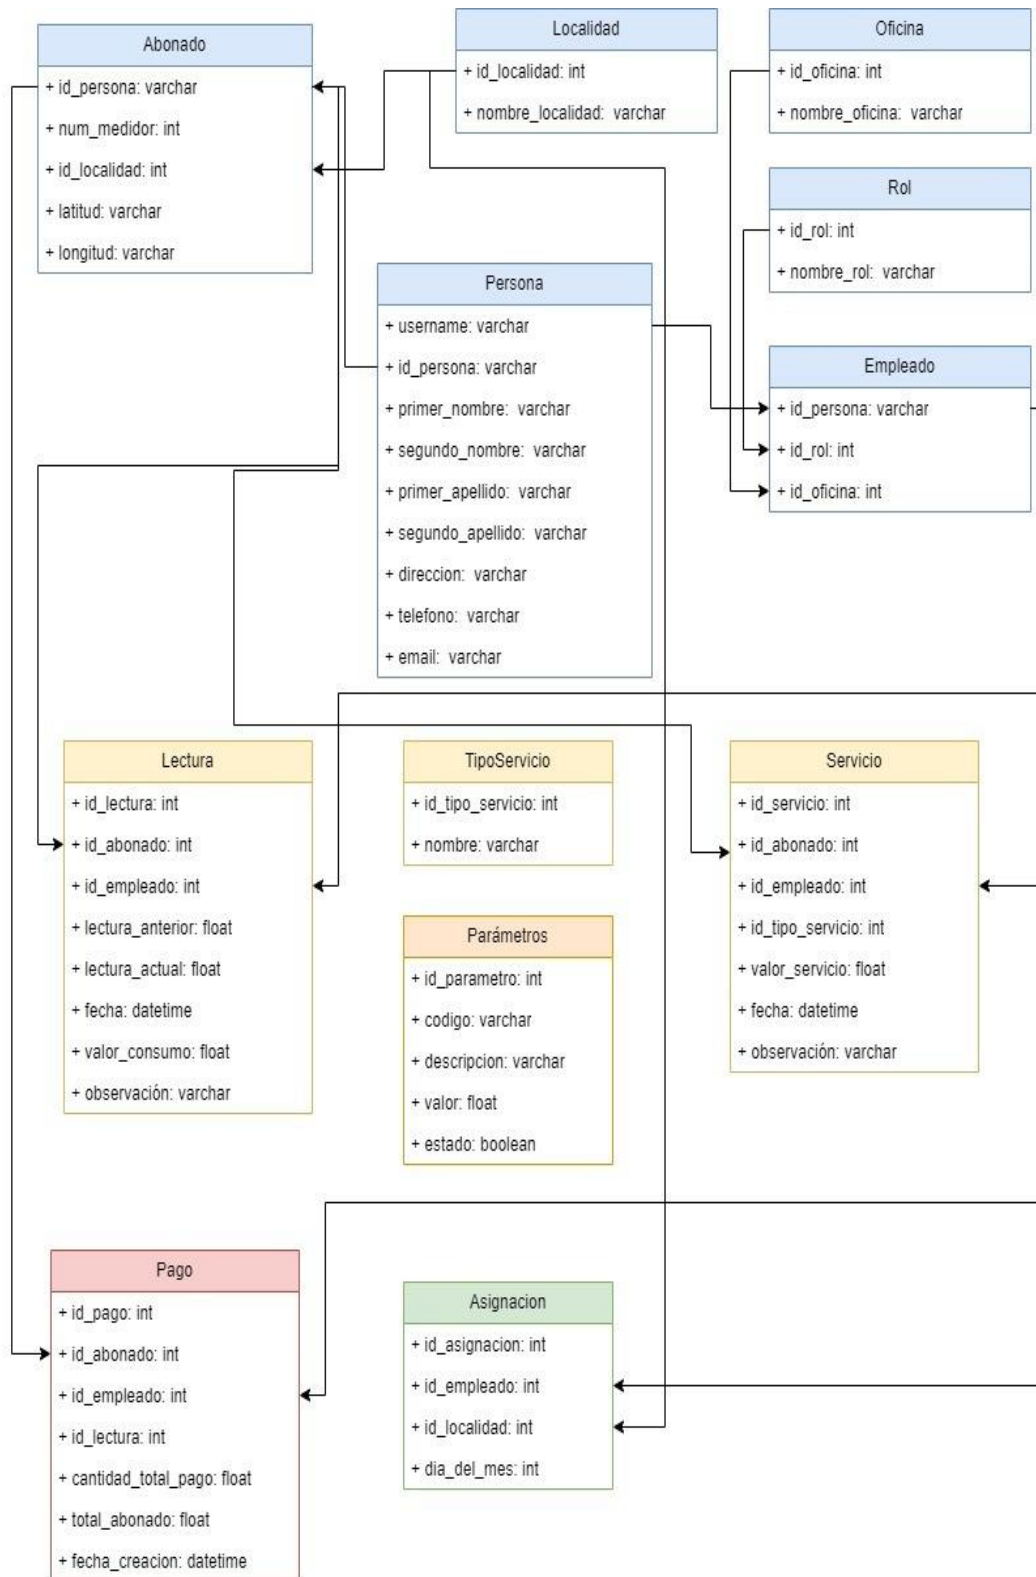 Abonado
+ id_persona: varchar
+ num_medidor: int
+ id_localidad: int
+ latitud: varchar
+ longitud: varchar
Localidad
+ id_localidad: int
+ nombre_localidad: varchar
Oficina
+ id_oficina: int
+ nombre_oficina: varchar
Rol
+ id_rol: int
+ nombre_rol: varchar
Persona
+ username: varchar
+ id_persona: varchar
+ primer_nombre: varchar
+ segundo_nombre: varchar
+ primer_apellido: varchar
+ segundo_apellido: varchar
+ direccion: varchar
+ telefono: varchar
+ email: varchar
Empleado
+ id_persona: varchar
+ id_rol: int
+ id_oficina: int
Lectura
+ id_lectura: int
+ id_abonado: int
+ id_empleado: int
+ lectura_anterior: float
+ lectura_actual: float
+ fecha: datetime
+ valor_consumo: float
+ observación: varchar
TipoServicio
+ id_tipo_servicio: int
+ nombre: varchar
Servicio
+ id_servicio: int
+ id_abonado: int
+ id_empleado: int
+ id_tipo_servicio: int
+ valor_servicio: float
+ fecha: datetime
+ observación: varchar
Parámetros
+ id_parametro: int
+ codigo: varchar
+ descripcion: varchar
+ valor: float
+ estado: boolean
Pago
+ id_pago: int
+ id_abonado: int
+ id_empleado: int
+ id_lectura: int
+ cantidad_total_pago: float
+ total_abonado: float
+ fecha_creacion: datetime
Asignacion
+ id_asignacion: int
+ id_empleado: int
+ id_localidad: int
+ dia_del_mes: int